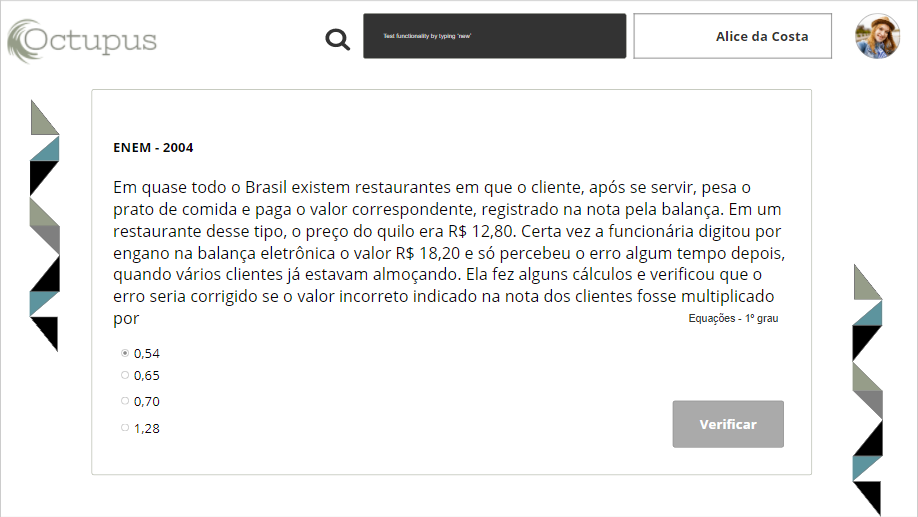 Octupus
Test functionality by typing 'new'
Alice da Costa
ENEM - 2004
Em quase todo o Brasil existem restaurantes em que o cliente, após se servir, pesa o
prato de comida e paga o valor correspondente, registrado na nota pela balança. Em um
restaurante desse tipo, o preço do quilo era R$ 12,80. Certa vez a funcionária digitou por
engano na balança eletrônica o valor R$ 18,20 e só percebeu o erro algum tempo depois,
quando vários clientes já estavam almoçando. Ela fez alguns cálculos e verificou que o
erro seria corrigido se o valor incorreto indicado na nota dos clientes fosse multiplicado
por
Equações - 1º grau
0,54
0,65
0,70
1,28
Verificar